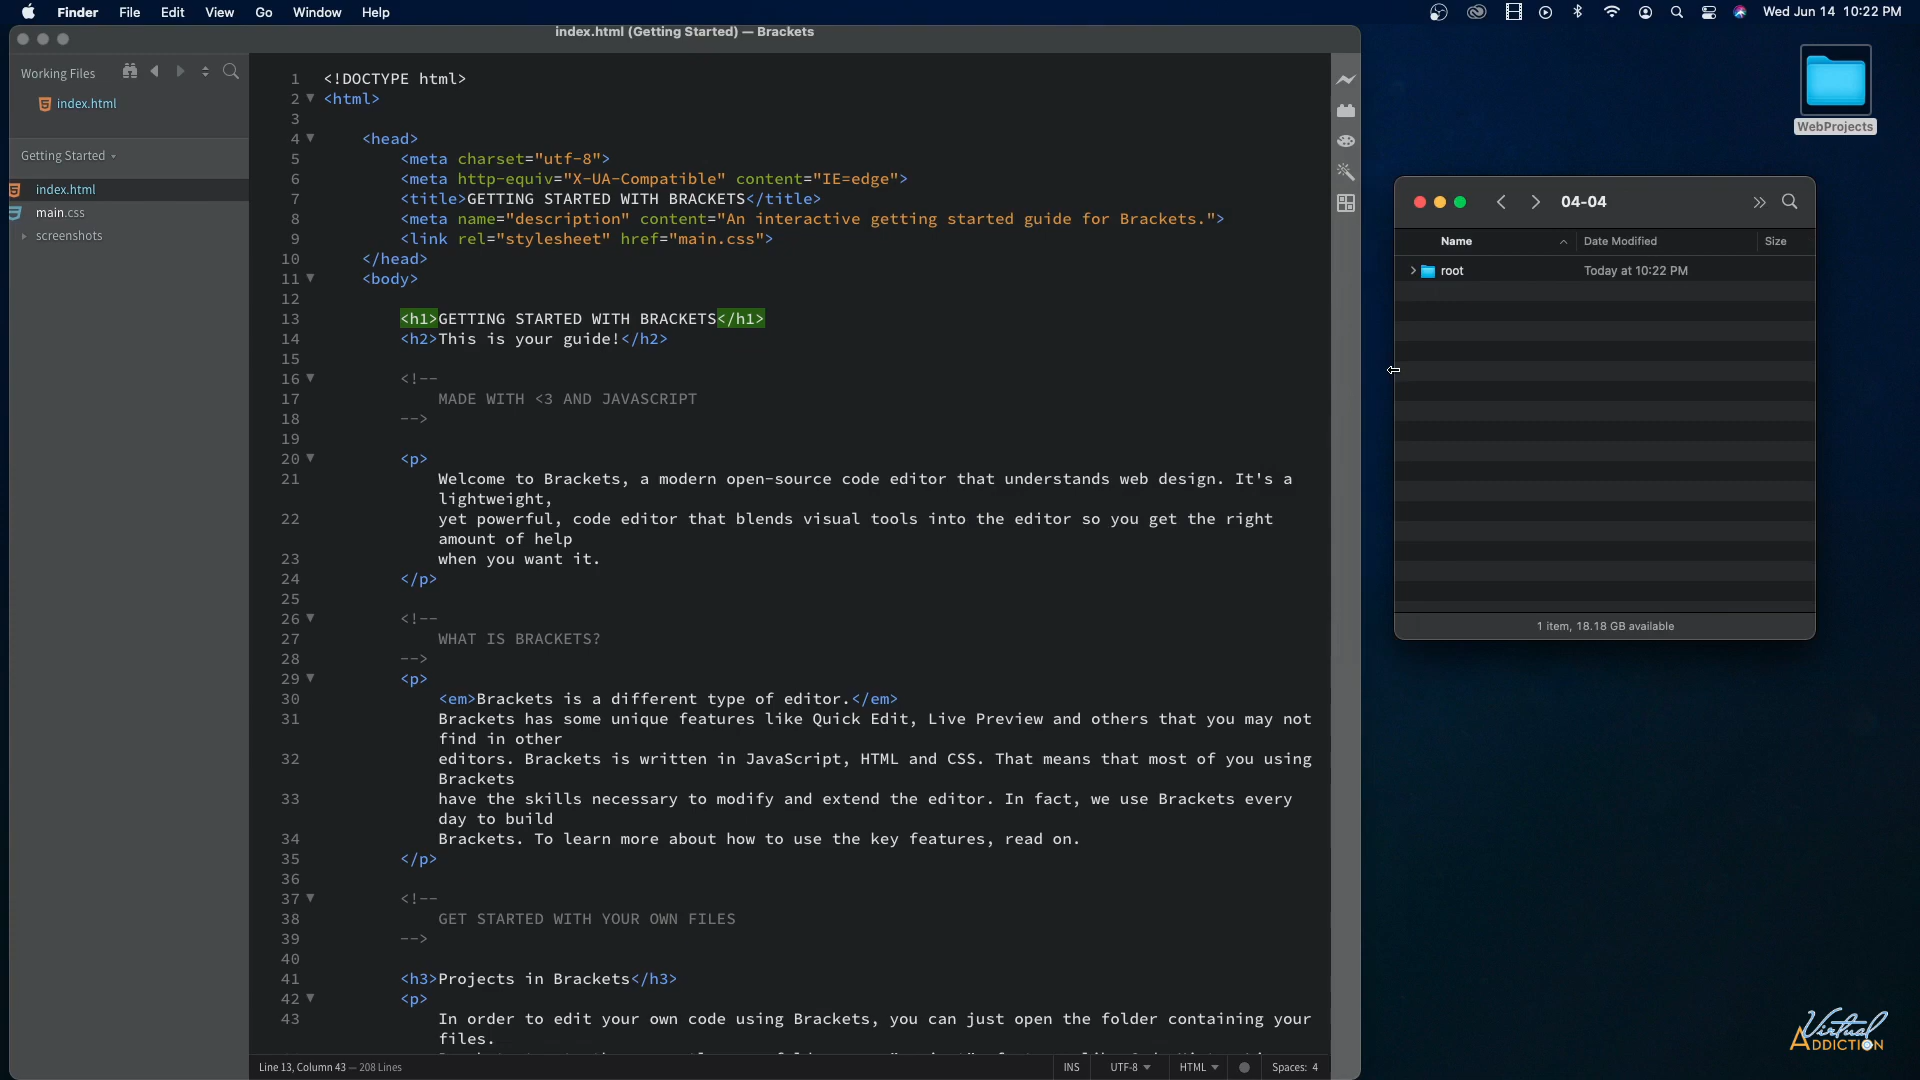 Finder File Edit View Go Window Help
Wed Jun 14 10:22 PM
index.html (Getting Started) — Brackets
Working Files
index.html
Getting Started
index.html
main.css
screenshots
1 <!DOCTYPE html>
2 <html>
3
4 <head>
5 <meta charset="utf-8">
6 <meta http-equiv="X-UA-Compatible" content="IE=edge">
7 <title>GETTING STARTED WITH BRACKETS</title>
8 <meta name="description" content="An interactive getting started guide for Brackets.">
9 <link rel="stylesheet" href="main.css">
10 </head>
11 <body>
12
13 <h1>GETTING STARTED WITH BRACKETS</h1>
14 <h2>This is your guide!</h2>
15
16 <!--
17 MADE WITH <3 AND JAVASCRIPT
18 -->
19
20 <p>
21 Welcome to Brackets, a modern open-source code editor that understands web design. It's a
lightweight,
22 yet powerful, code editor that blends visual tools into the editor so you get the right
amount of help
23 when you want it.
24 </p>
25
26 <!--
27 WHAT IS BRACKETS?
28 -->
29 <p>
30 <em>Brackets is a different type of editor.</em>
31 Brackets has some unique features like Quick Edit, Live Preview and others that you may not
find in other
32 editors. Brackets is written in JavaScript, HTML and CSS. That means that most of you using
Brackets
33 have the skills necessary to modify and extend the editor. In fact, we use Brackets every
day to build
34 Brackets. To learn more about how to use the key features, read on.
35 </p>
36
37 <!--
38 GET STARTED WITH YOUR OWN FILES
39 -->
40
41 <h3>Projects in Brackets</h3>
42 <p>
43 In order to edit your own code using Brackets, you can just open the folder containing your
files.
Line 13, Column 43 — 208 Lines
INS UTF-8 HTML Spaces: 4
WebProjects
04-04
Name Date Modified Size
root Today at 10:22 PM
1 item, 18.18 GB available
Virtual
ADDICTION